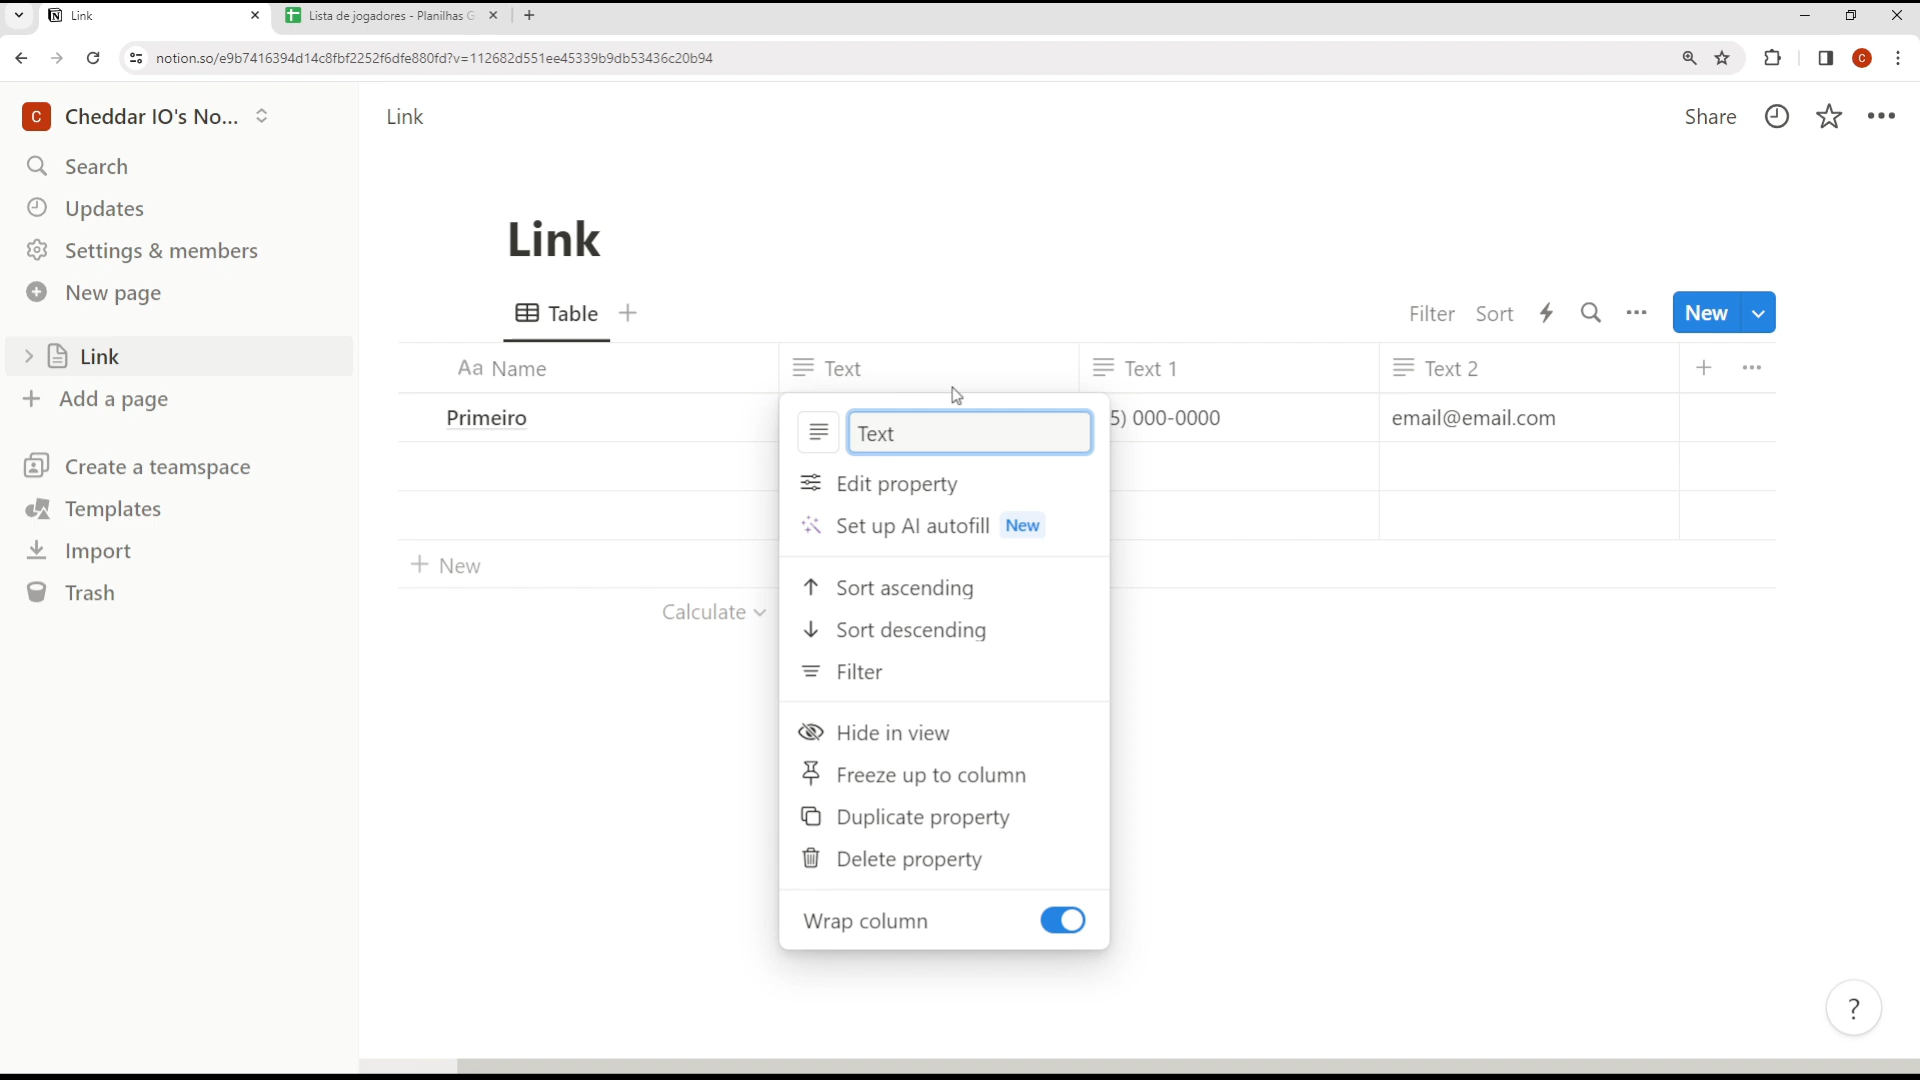 Link
Lista de jogadores - Planilhas G
notion.so/e9b7416394d14c8fbf2252f6dfe880fd?v=112682d551ee45339b9db53436c20b94
C
C Cheddar IO's No...
Search
Updates
Settings & members
New page
Link
Add a page
Create a teamspace
Templates
Import
Trash
Link
Share
Link
Table
Filter Sort
New
Aa Name
Text
Text 1
Text 2
Primeiro
5) 000-0000
email@email.com
New
Calculate
Text
Edit property
Set up AI autofill New
Sort ascending
Sort descending
Filter
Hide in view
Freeze up to column
Duplicate property
Delete property
Wrap column
?